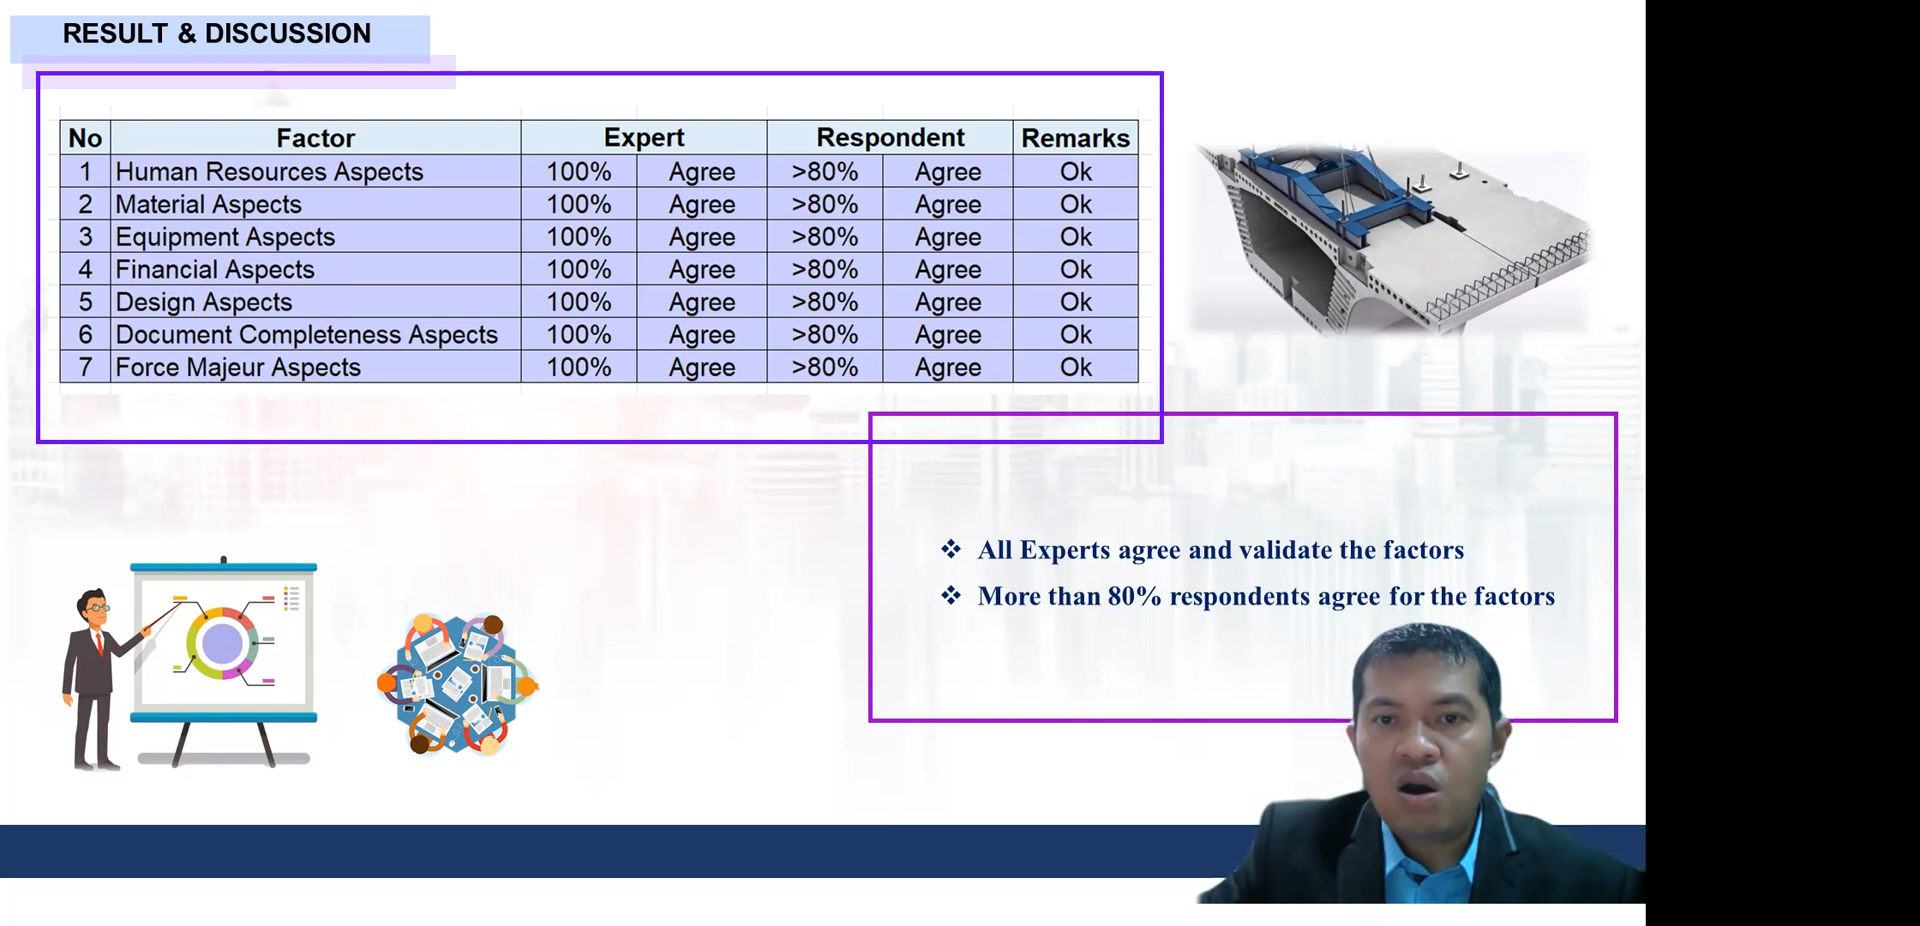 RESULT & DISCUSSION
No Factor Expert Respondent Remarks
1 Human Resources Aspects 100% Agree >80% Agree Ok
2 Material Aspects 100% Agree >80% Agree Ok
3 Equipment Aspects 100% Agree >80% Agree Ok
4 Financial Aspects 100% Agree >80% Agree Ok
5 Design Aspects 100% Agree >80% Agree Ok
6 Document Completeness Aspects 100% Agree >80% Agree Ok
7 Force Majeur Aspects 100% Agree >80% Agree Ok
❖ All Experts agree and validate the factors
❖ More than 80% respondents agree for the factors